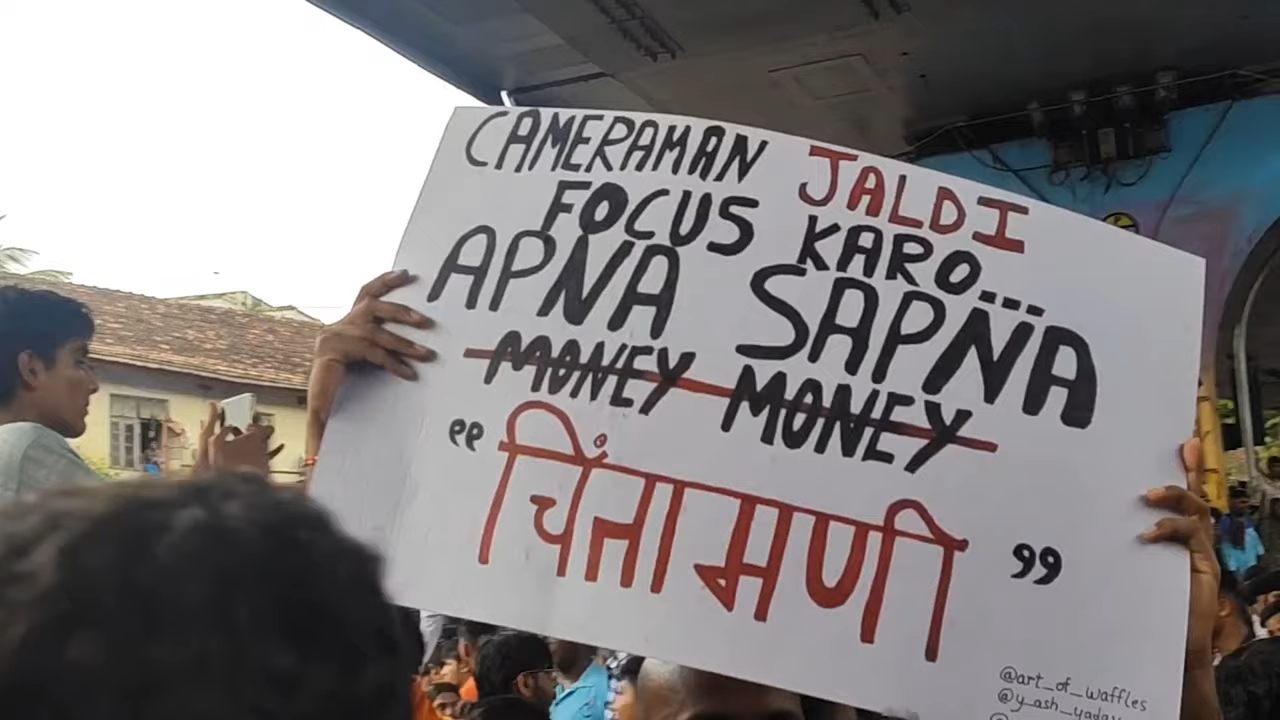 CAMERAMAN JALDI
FOCUS KARO...
APNA SAPNA
MONEY MONEY
“चिंतामणी”
@art_of_waffles
@y_ash_yadav